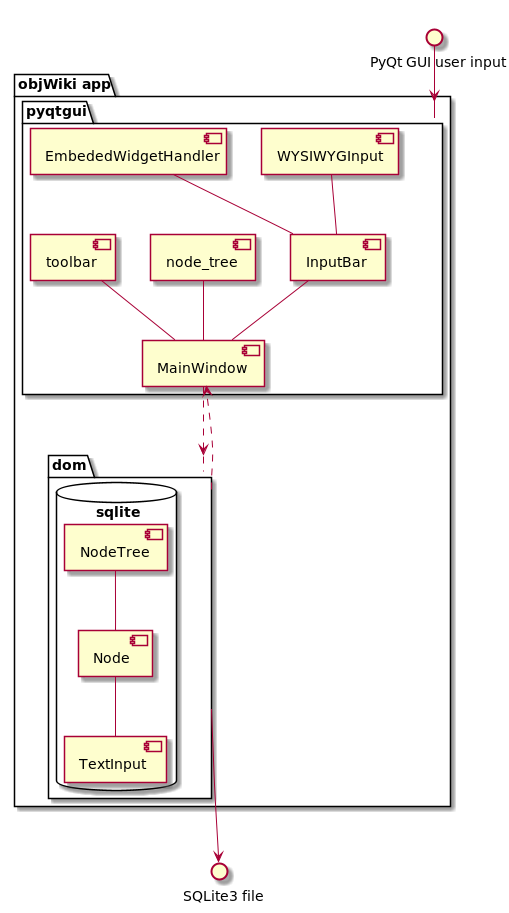 PyQt GUI user input
objWiki app
pyqtgui
EmbededWidgetHandler
WYSIWYGInput
toolbar
node_tree
InputBar
MainWindow
dom
sqlite
NodeTree
Node
TextInput
SQLite3 file